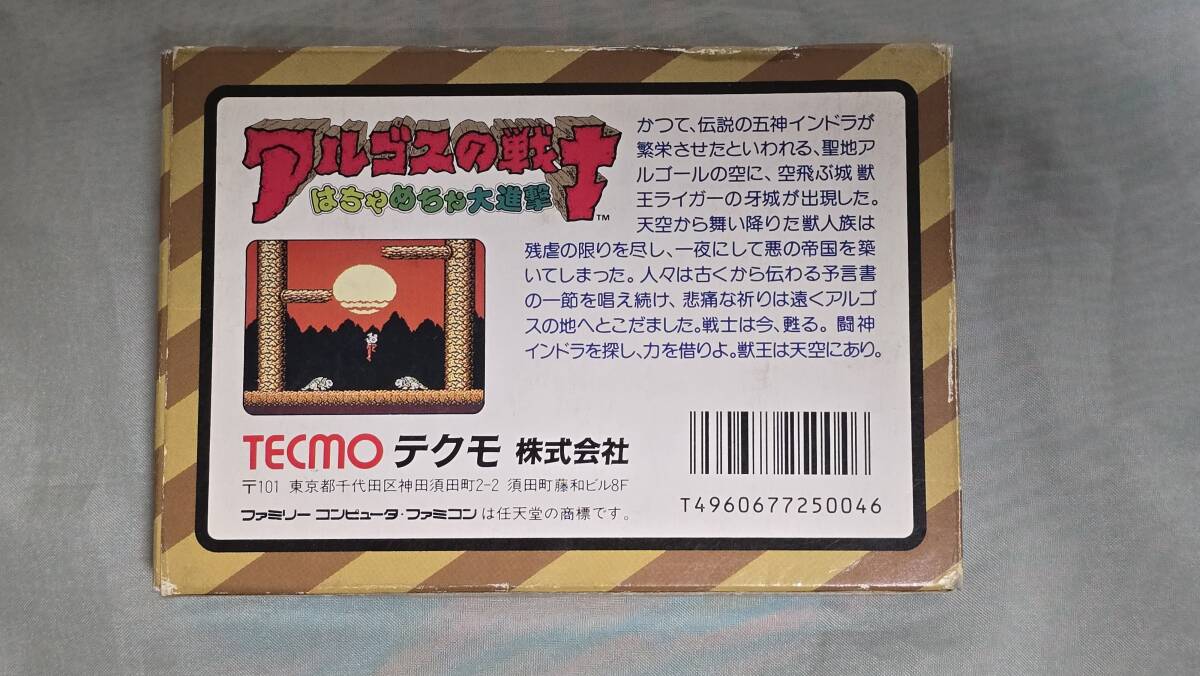 アルゴスの戦士
はちゃめちゃ大進撃
TM
かつて、伝説の五神インドラが
繁栄させたといわれる、聖地ア
ルゴールの空に、空飛ぶ城獣
王ライガーの牙城が出現した。
天空から舞い降りた獣人族は
残虐の限りを尽し、一夜にして悪の帝国を築
いてしまった。人々は古くから伝わる予言書
の一節を唱え続け、悲痛な祈りは遠くアルゴ
スの地へとこだました。戦士は今、甦る。闘神
インドラを探し、力を借りよ。獣王は天空にあり。
TECMO テクモ 株式会社
〒101 東京都千代田区神田須田町2-2 須田町藤和ビル8F
ファミリー コンピュータ・ファミコン は任天堂の商標です。
T4960677250046